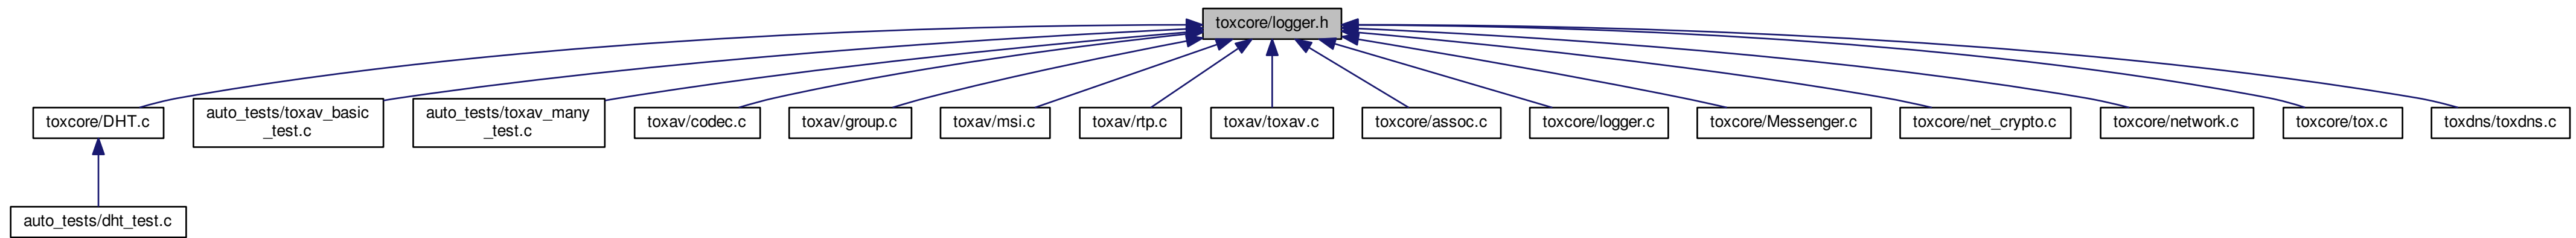 toxcore/logger.h
toxcore/DHT.c
auto_tests/toxav_basic
_test.c
auto_tests/toxav_many
_test.c
toxav/codec.c
toxav/group.c
toxav/msi.c
toxav/rtp.c
toxav/toxav.c
toxcore/assoc.c
toxcore/logger.c
toxcore/Messenger.c
toxcore/net_crypto.c
toxcore/network.c
toxcore/tox.c
toxdns/toxdns.c
auto_tests/dht_test.c